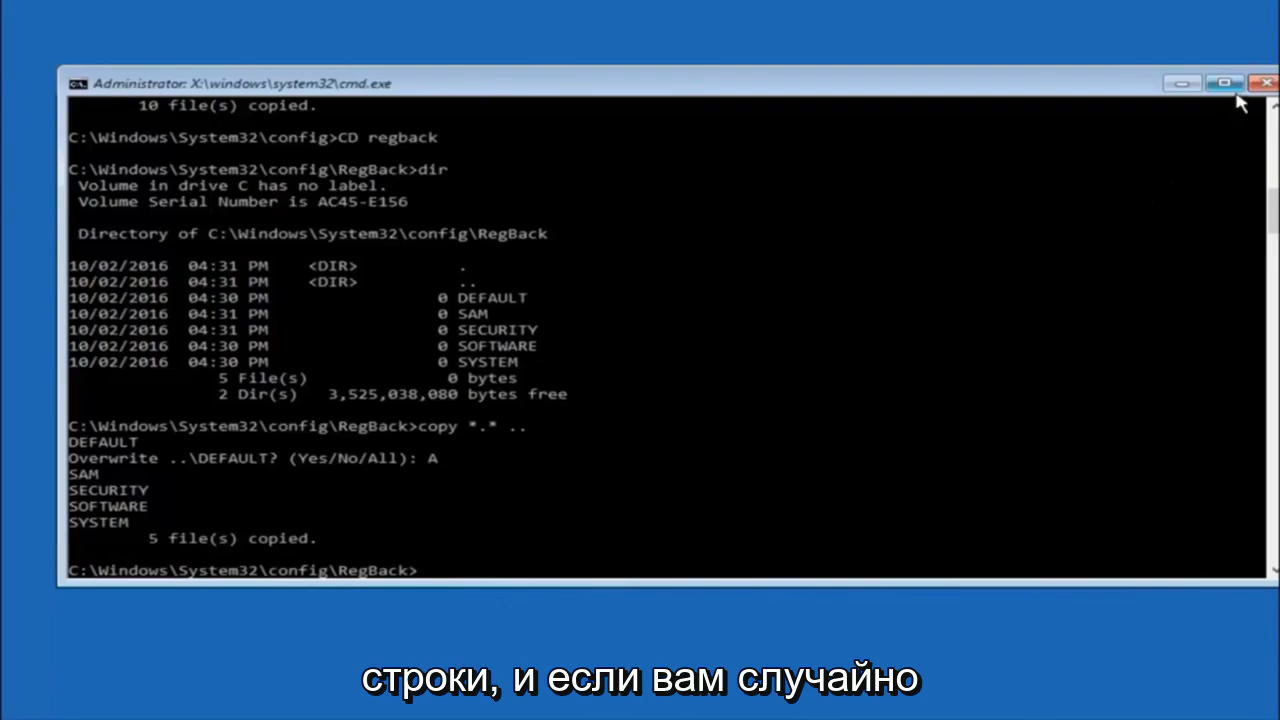 Administrator: X:\windows\system32\cmd.exe
10 file(s) copied.
C:\Windows\System32\config>CD regback
C:\Windows\System32\config\RegBack>dir
Volume in drive C has no label.
Volume Serial Number is AC45-E156
Directory of C:\Windows\System32\config\RegBack
10/02/2016 04:31 PM <DIR> .
10/02/2016 04:31 PM <DIR> ..
10/02/2016 04:30 PM 0 DEFAULT
10/02/2016 04:31 PM 0 SAM
10/02/2016 04:31 PM 0 SECURITY
10/02/2016 04:30 PM 0 SOFTWARE
10/02/2016 04:30 PM 0 SYSTEM
5 File(s) 0 bytes
2 Dir(s) 3,525,038,080 bytes free
C:\Windows\System32\config\RegBack>copy *.* ..
DEFAULT
Overwrite ..\DEFAULT? (Yes/No/All): A
SAM
SECURITY
SOFTWARE
SYSTEM
5 file(s) copied.
C:\Windows\System32\config\RegBack>
строки, и если вам случайно